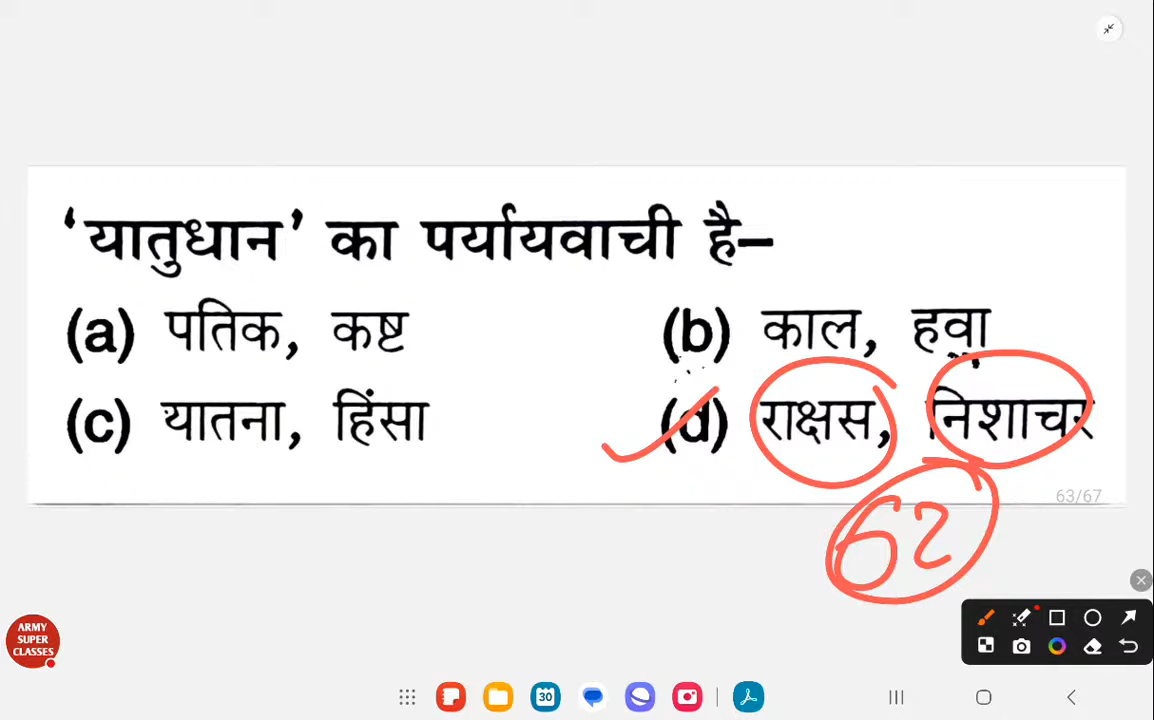 ‘यातुधान’ का पर्यायवाची है–
(a) पतिक, कष्ट
(b) काल, हवा
(c) यातना, हिंसा
(d) राक्षस, निशाचर
63/67
62
ARMY
SUPER
CLASSES
30